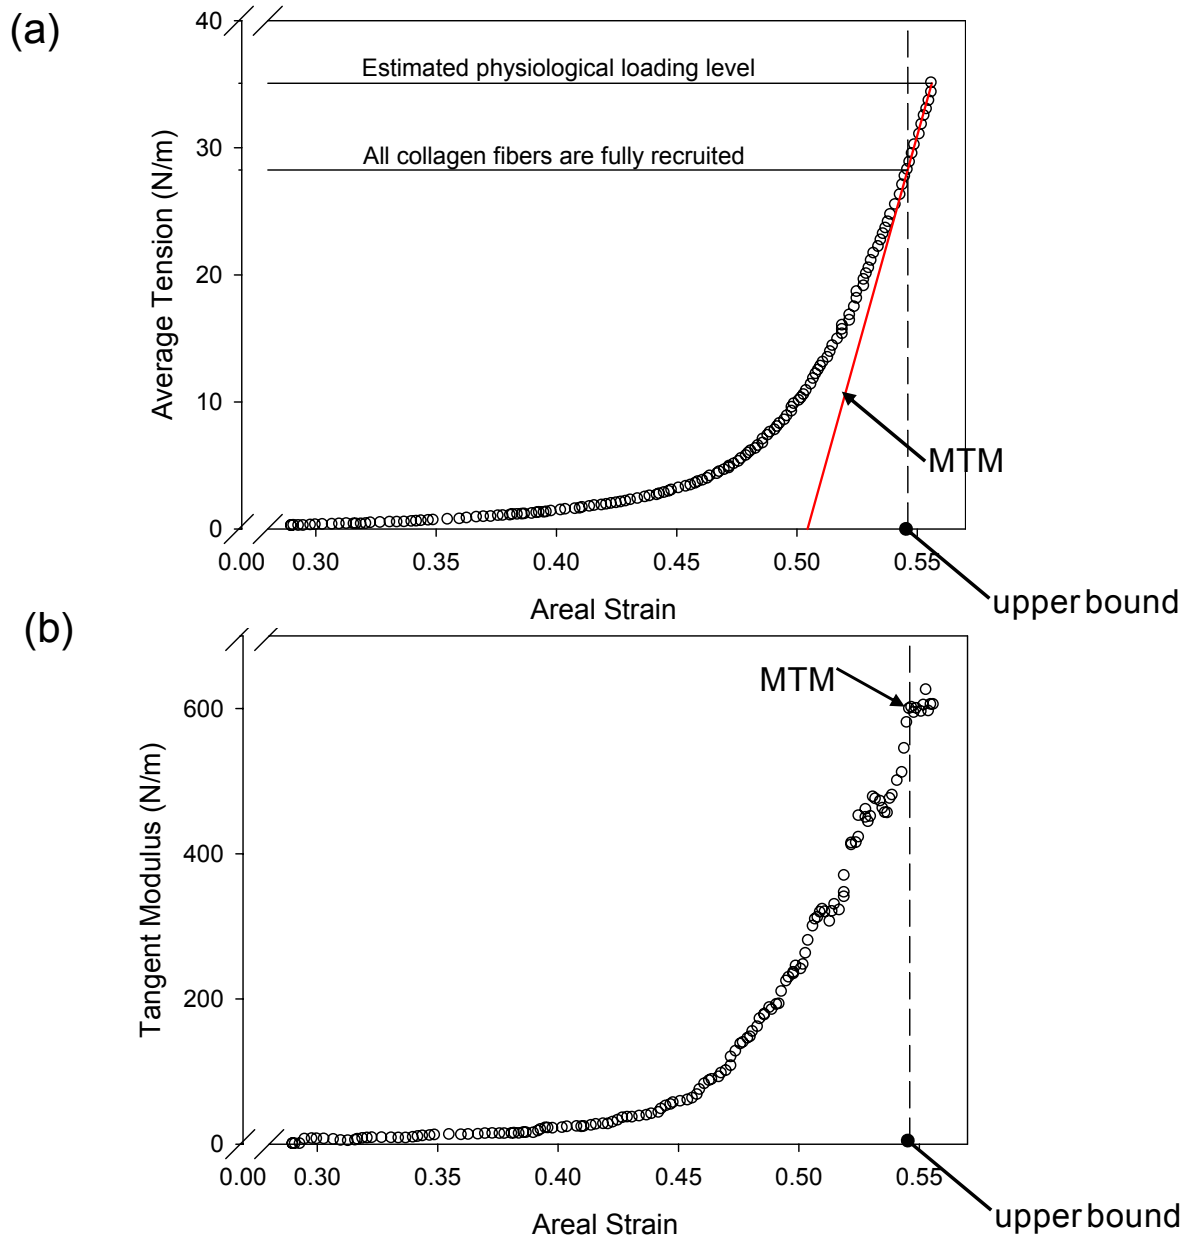 (a)
40
Estimated physiological loading level
30
All collagen fibers are fully recruited
Average Tension (N/m)
20
10
MTM
0
0.00 0.30 0.35 0.40 0.45 0.50 0.55
Areal Strain
upper bound
(b)
MTM
600
Tangent Modulus (N/m)
400
200
0
0.00 0.30 0.35 0.40 0.45 0.50 0.55
Areal Strain
upper bound